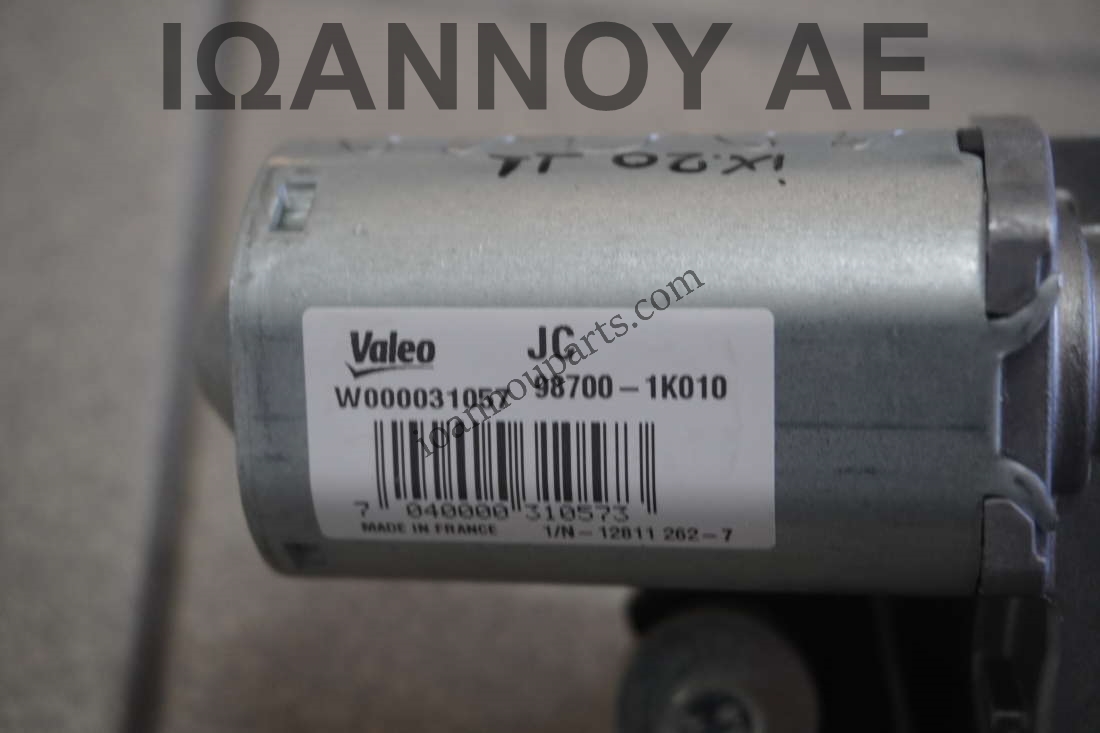 ΙΩΑΝΝΟΥ ΑΕ
ix20 11
ioannouparts.com
Valeo JC
W000031057 98700-1K010
7 040000 310573
MADE IN FRANCE 1/N-12811 262-7